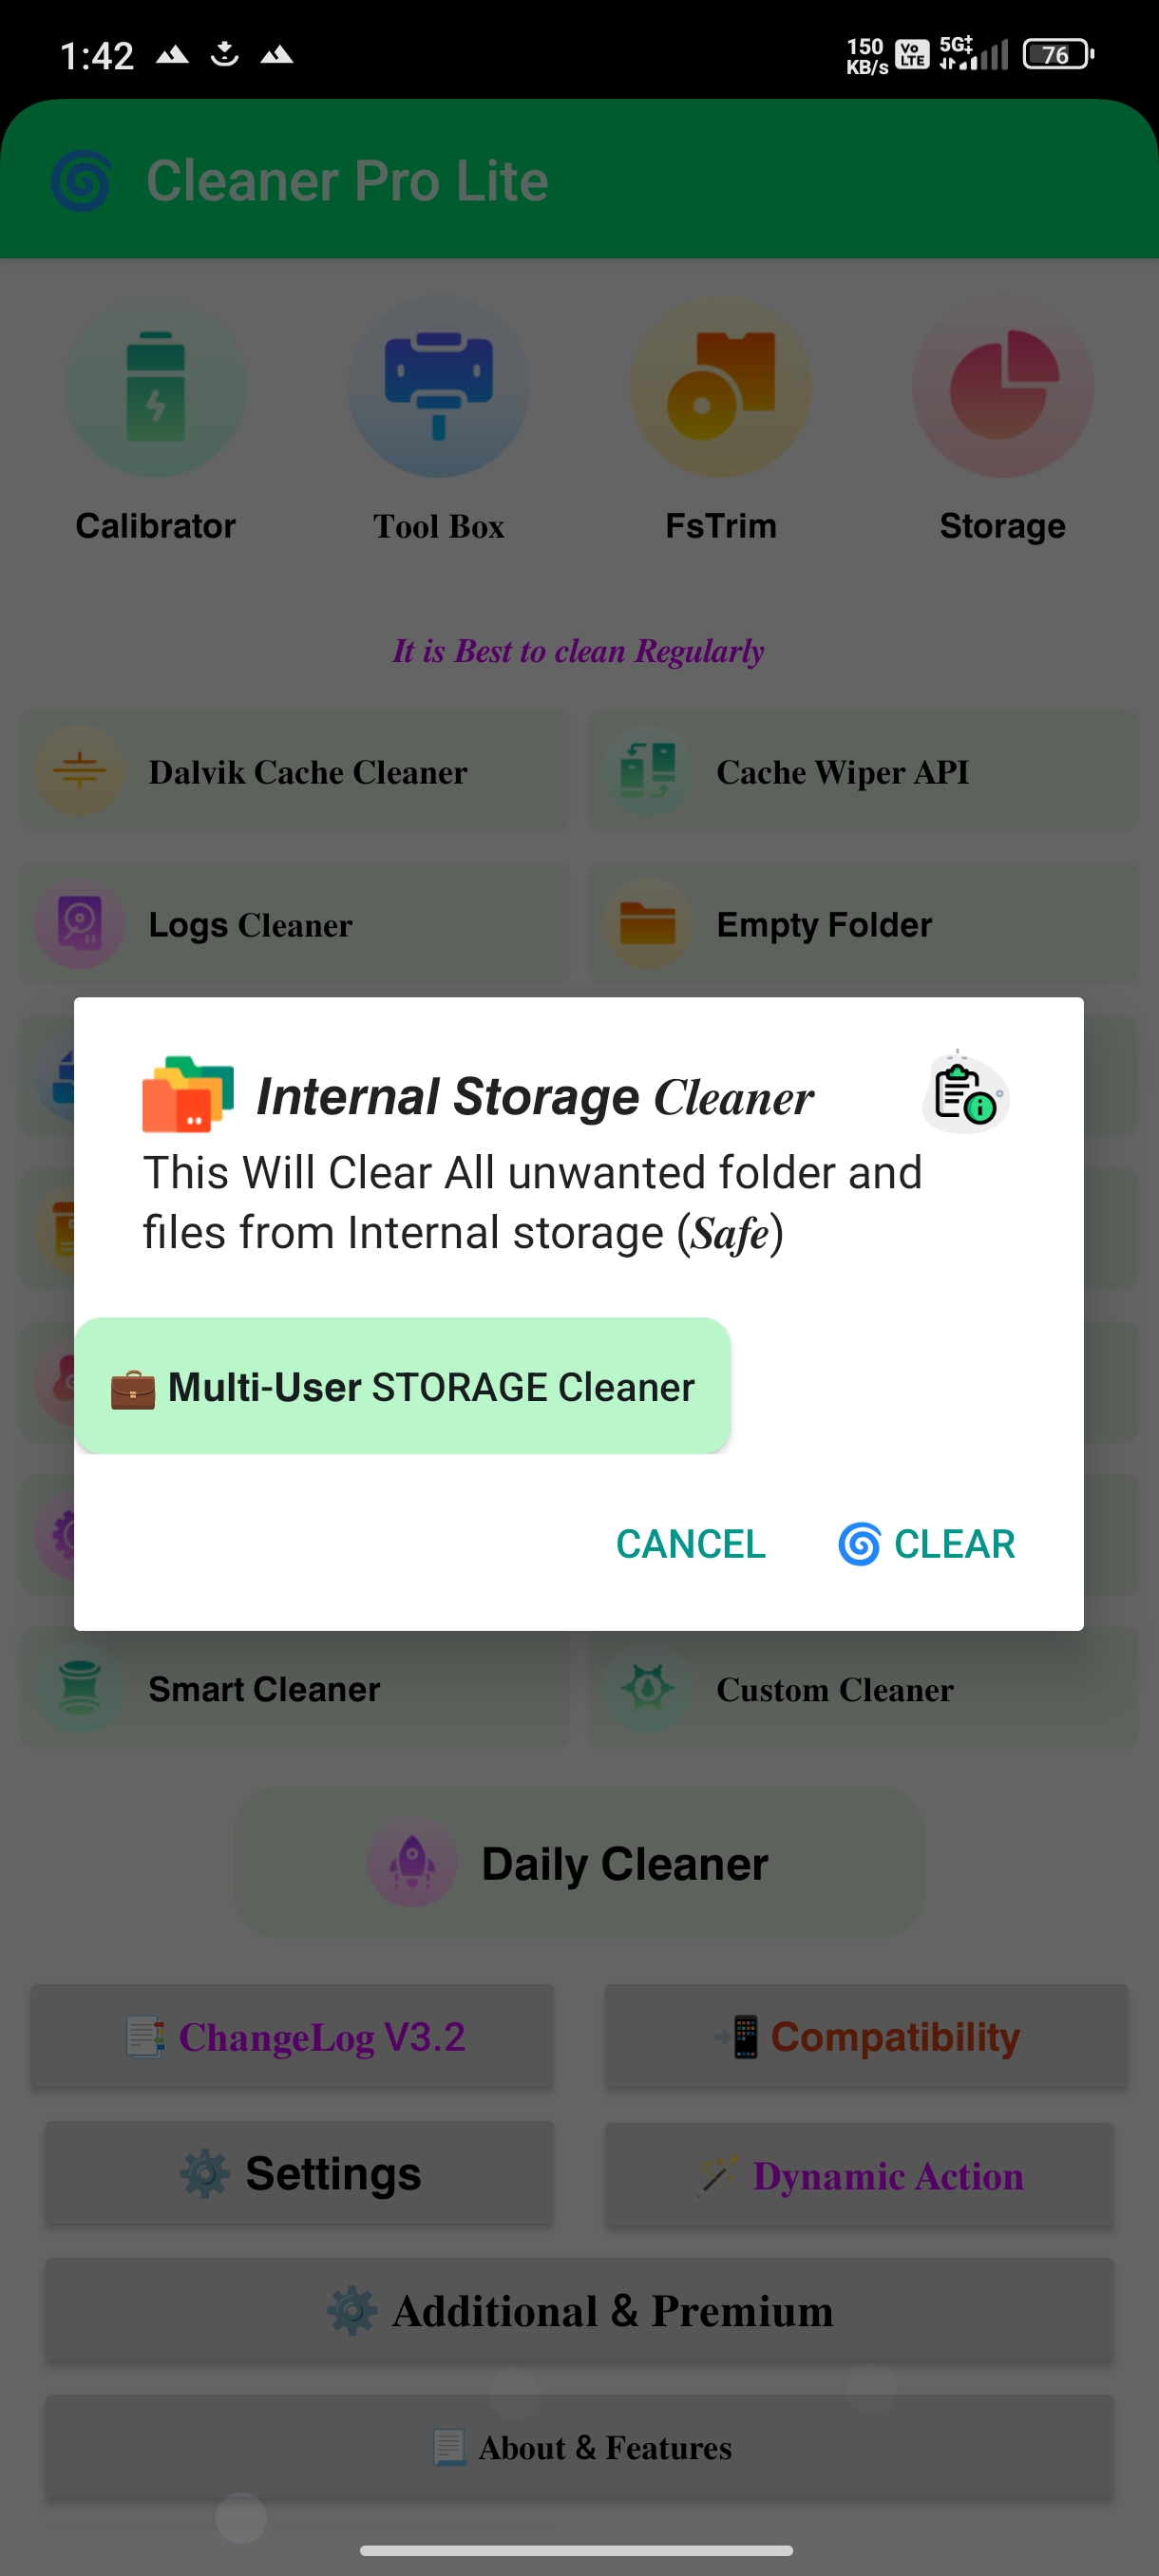 1:42
150
KB/s
Vo
LTE
5G
76
Cleaner Pro Lite
Calibrator
Tool Box
FsTrim
Storage
It is Best to clean Regularly
Dalvik Cache Cleaner
Cache Wiper API
Logs Cleaner
Empty Folder
Internal Storage Cleaner
This Will Clear All unwanted folder and
files from Internal storage (Safe)
💼 Multi-User STORAGE Cleaner
CANCEL
🌀 CLEAR
Smart Cleaner
Custom Cleaner
Daily Cleaner
📑 ChangeLog V3.2
📲 Compatibility
⚙️ Settings
🪄 Dynamic Action
⚙️ Additional & Premium
📃 About & Features